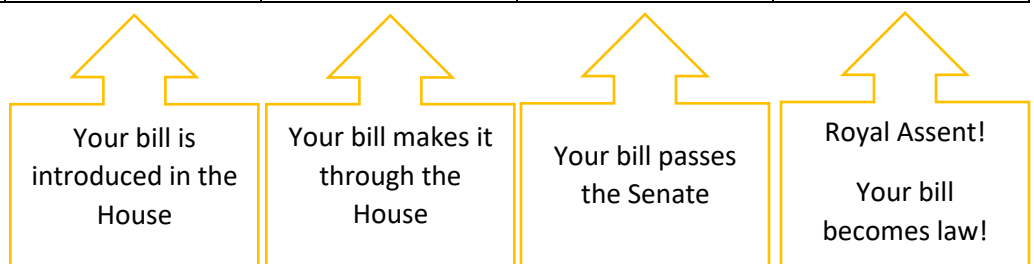 Your bill is
introduced in the
House
Your bill makes it
through the
House
Your bill passes
the Senate
Royal Assent!
Your bill
becomes law!